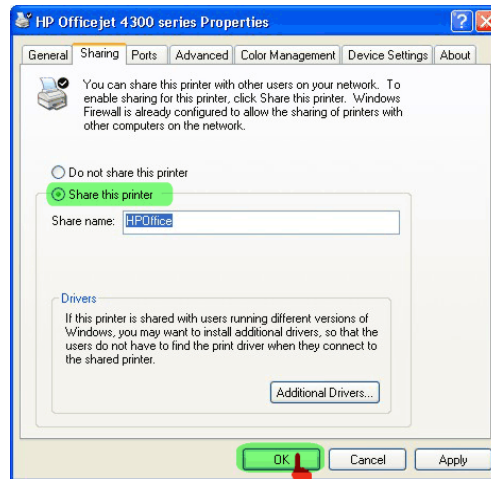 HP Officejet 4300 series Properties
General Sharing Ports Advanced Color Management Device Settings About
You can share this printer with other users on your network. To
enable sharing for this printer, click Share this printer. Windows
Firewall is already configured to allow the sharing of printers with
other computers on the network.
Do not share this printer
Share this printer
Share name: HPOffice
Drivers
If this printer is shared with users running different versions of
Windows, you may want to install additional drivers, so that the
users do not have to find the print driver when they connect to
the shared printer.
Additional Drivers...
OK Cancel Apply